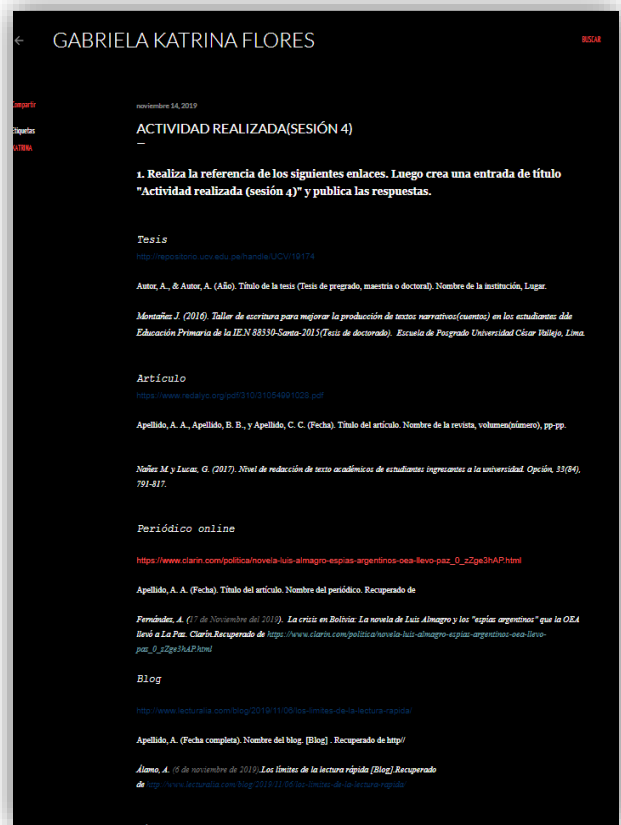 ← GABRIELA KATRINA FLORES
BUSCAR
Compartir
Etiquetas
KATRINA
noviembre 14, 2019
ACTIVIDAD REALIZADA(SESIÓN 4)
1. Realiza la referencia de los siguientes enlaces. Luego crea una entrada de título
"Actividad realizada (sesión 4)" y publica las respuestas.
Tesis
http://repositorio.ucv.edu.pe/handle/UCV/19174
Autor, A., & Autor, A. (Año). Título de la tesis (Tesis de pregrado, maestria o doctoral). Nombre de la institución, Lugar.
Montañez J. (2016). Taller de escritura para mejorar la producción de textos narrativos(cuentos) en los estudiantes dde
Educación Primaria de la IE.N 88330-Santa-2015(Tesis de doctorado). Escuela de Posgrado Universidad César Vallejo, Lima.
Artículo
https://www.redalyc.org/pdf/310/31054991028.pdf
Apellido, A. A., Apellido, B. B., y Apellido, C. C. (Fecha). Título del artículo. Nombre de la revista, volumen(número), pp-pp.
Nañez M. y Lucas, G. (2017). Nivel de redacción de texto académicos de estudiantes ingresantes a la universidad. Opción, 33(84),
791-817.
Periódico online
https://www.clarin.com/politica/novela-luis-almagro-espias-argentinos-oea-llevo-paz_0_zZge3hAP.html
Apellido, A. A. (Fecha). Título del artículo. Nombre del periódico. Recuperado de
Fernández, A. (17 de Noviembre del 2019). La crisis en Bolivia: La novela de Luis Almagro y los "espías argentinos" que la OEA
llevó a La Paz. Clarín.Recuperado de https://www.clarin.com/politica/novela-luis-almagro-espias-argentinos-oea-llevo-
paz_0_zZge3hAP.html
Blog
http://www.lecturalia.com/blog/2019/11/06/los-limites-de-la-lectura-rapida/
Apellido, A. (Fecha completa). Nombre del blog. [Blog] . Recuperado de http//
Álamo, A. (6 de noviembre de 2019).Los límites de la lectura rápida [Blog].Recuperado
de http://www.lecturalia.com/blog/2019/11/06/los-limites-de-la-lectura-rapida/